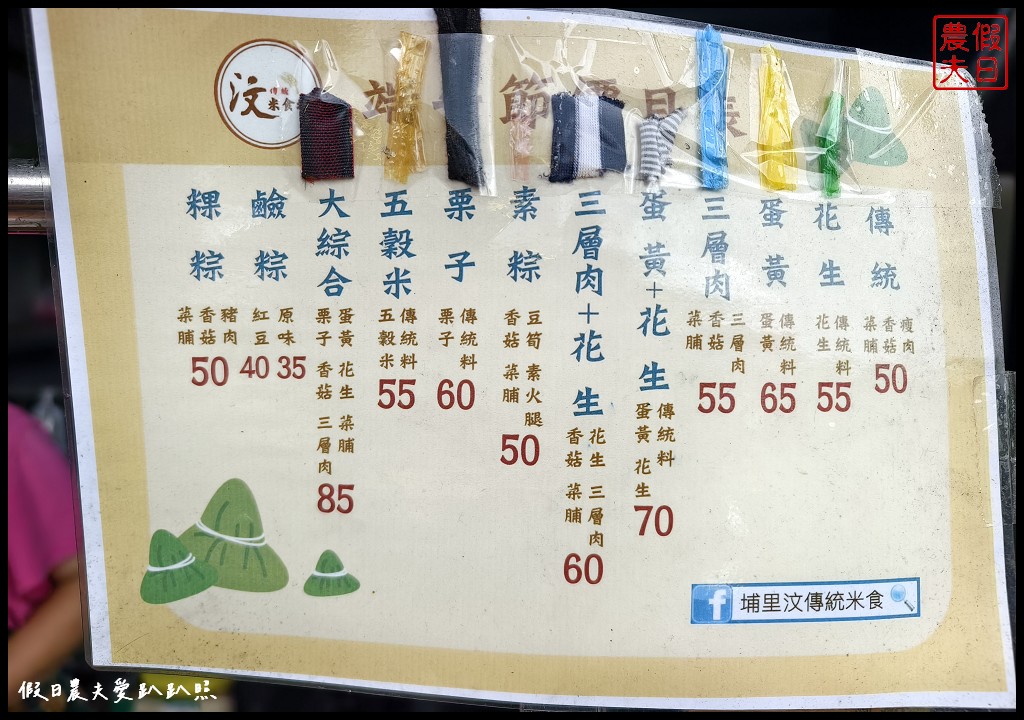 假日
農夫
汶
傳統
米食
端午節價目表
傳統
瘦肉
香菇
菜脯
50
花生
傳統料
花生
55
蛋黃
傳統料
蛋黃
65
三層肉
三層肉
香菇
菜脯
55
蛋黃+花生
傳統料
蛋黃 花生
70
三層肉+花生
花生 三層肉
香菇 菜脯
60
素粽
豆筍 素火腿
香菇 菜脯
50
栗子
傳統料
栗子
60
五穀米
傳統料
五穀米
55
大綜合
蛋黃 花生 菜脯
栗子 香菇 三層肉
85
鹼粽
原味
35
紅豆
40
粿粽
豬肉
香菇
菜脯
50
埔里汶傳統米食
假日農夫愛趴趴照